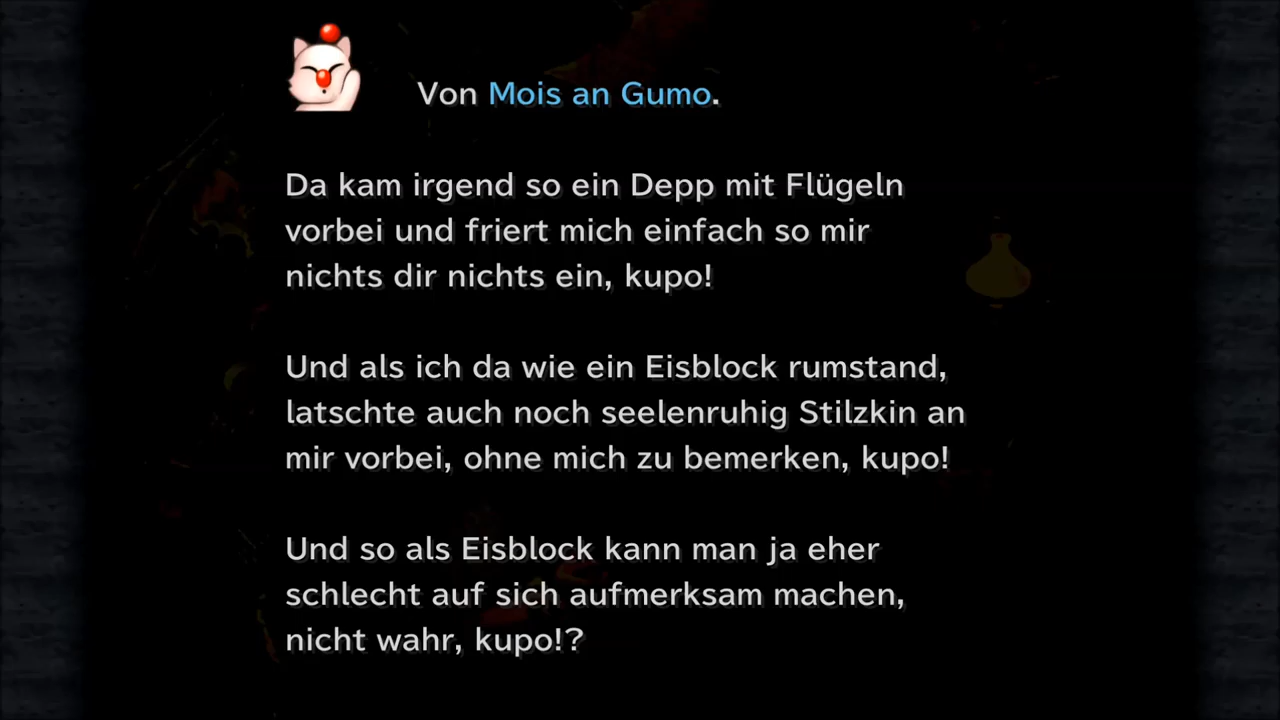 Von Mois an Gumo.
Da kam irgend so ein Depp mit Flügeln
vorbei und friert mich einfach so mir
nichts dir nichts ein, kupo!
Und als ich da wie ein Eisblock rumstand,
latschte auch noch seelenruhig Stilzkin an
mir vorbei, ohne mich zu bemerken, kupo!
Und so als Eisblock kann man ja eher
schlecht auf sich aufmerksam machen,
nicht wahr, kupo!?